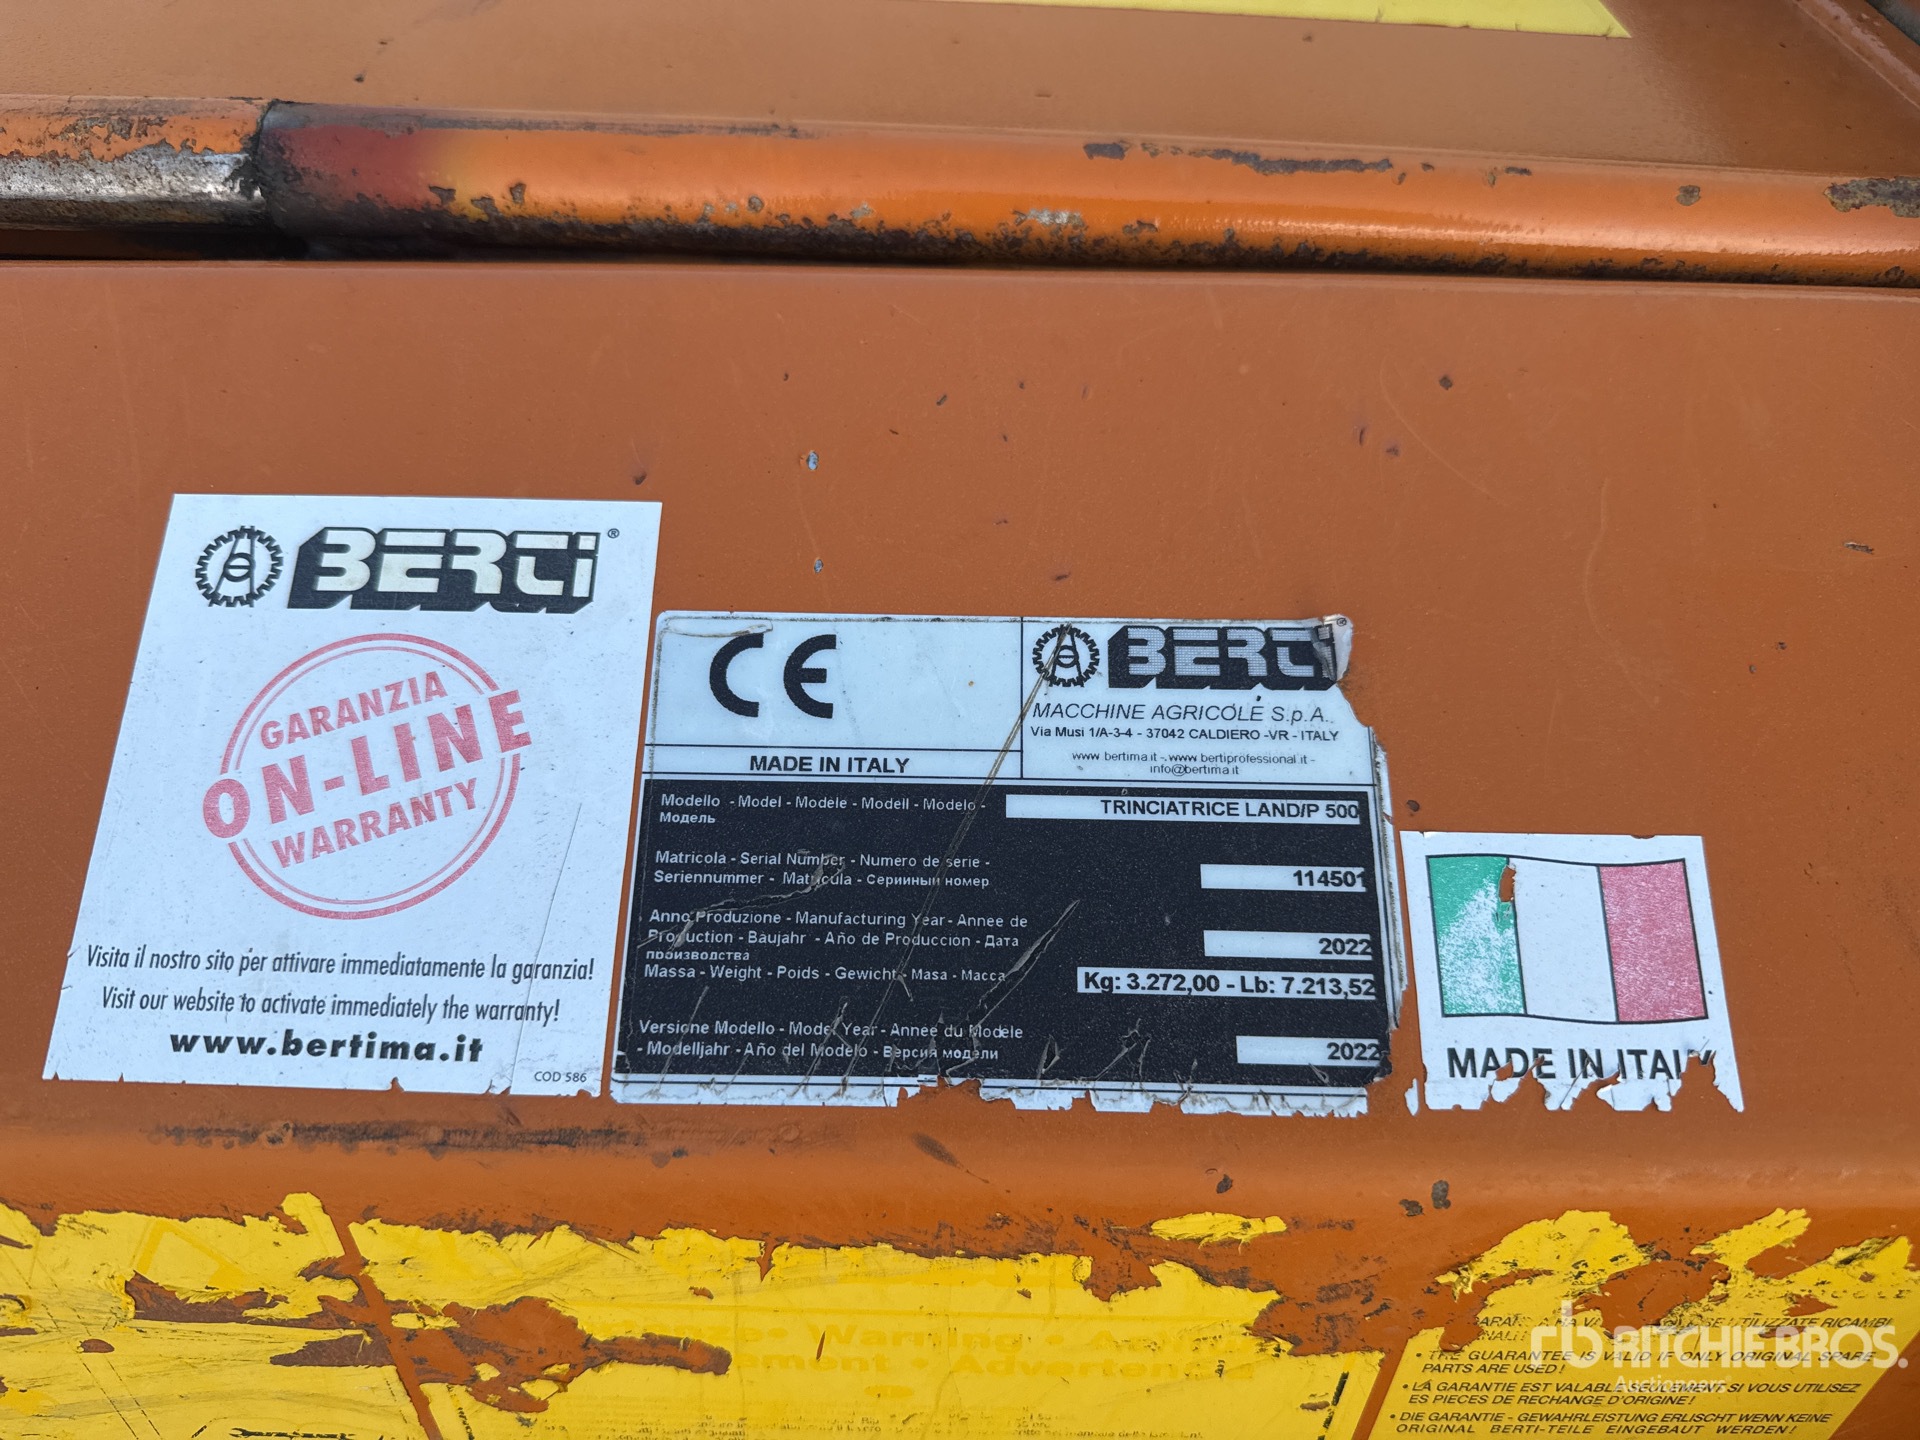 BERTI®
GARANZIA
ON-LINE
WARRANTY
Visita il nostro sito per attivare immediatamente la garanzia!
Visit our website to activate immediately the warranty!
www.bertima.it
COD 586
CE
MADE IN ITALY
BERTI®
MACCHINE AGRICOLE S.p.A.
Via Musi 1/A-3-4 - 37042 CALDIERO -VR - ITALY
www.bertima.it - www.bertiprofessional.it -
info@bertima.it
Modello - Model - Modèle - Modell - Modelo -
Модель
TRINCIATRICE LAND/P 500
Matricola - Serial Number - Numero de serie -
Seriennummer - Matricula - Серииный номер
114501
Anno Produzione - Manufacturing Year - Annee de
Production - Baujahr - Año de Produccion - Дата
производства
2022
Massa - Weight - Poids - Gewicht - Masa - Масса
Kg: 3.272,00 - Lb: 7.213,52
Versione Modello - Model Year - Annee du Modèle
- Modelljahr - Año del Modelo - Версия модели
2022
MADE IN ITALY
Warning
• THE GUARANTEE IS VALID IF ONLY ORIGINAL SPARE
PARTS ARE USED!
• LA GARANTIE EST VALABLE SEULEMENT SI VOUS UTILISEZ
ES PIECES DE RECHANGE D'ORIGINE!
• DIE GARANTIE - GEWAHRLEISTUNG ERLISCHT WENN KEINE
ORIGINAL BERTI-TEILE EINGEBAUT WERDEN!
rb RITCHIE BROS.
Auctioneers